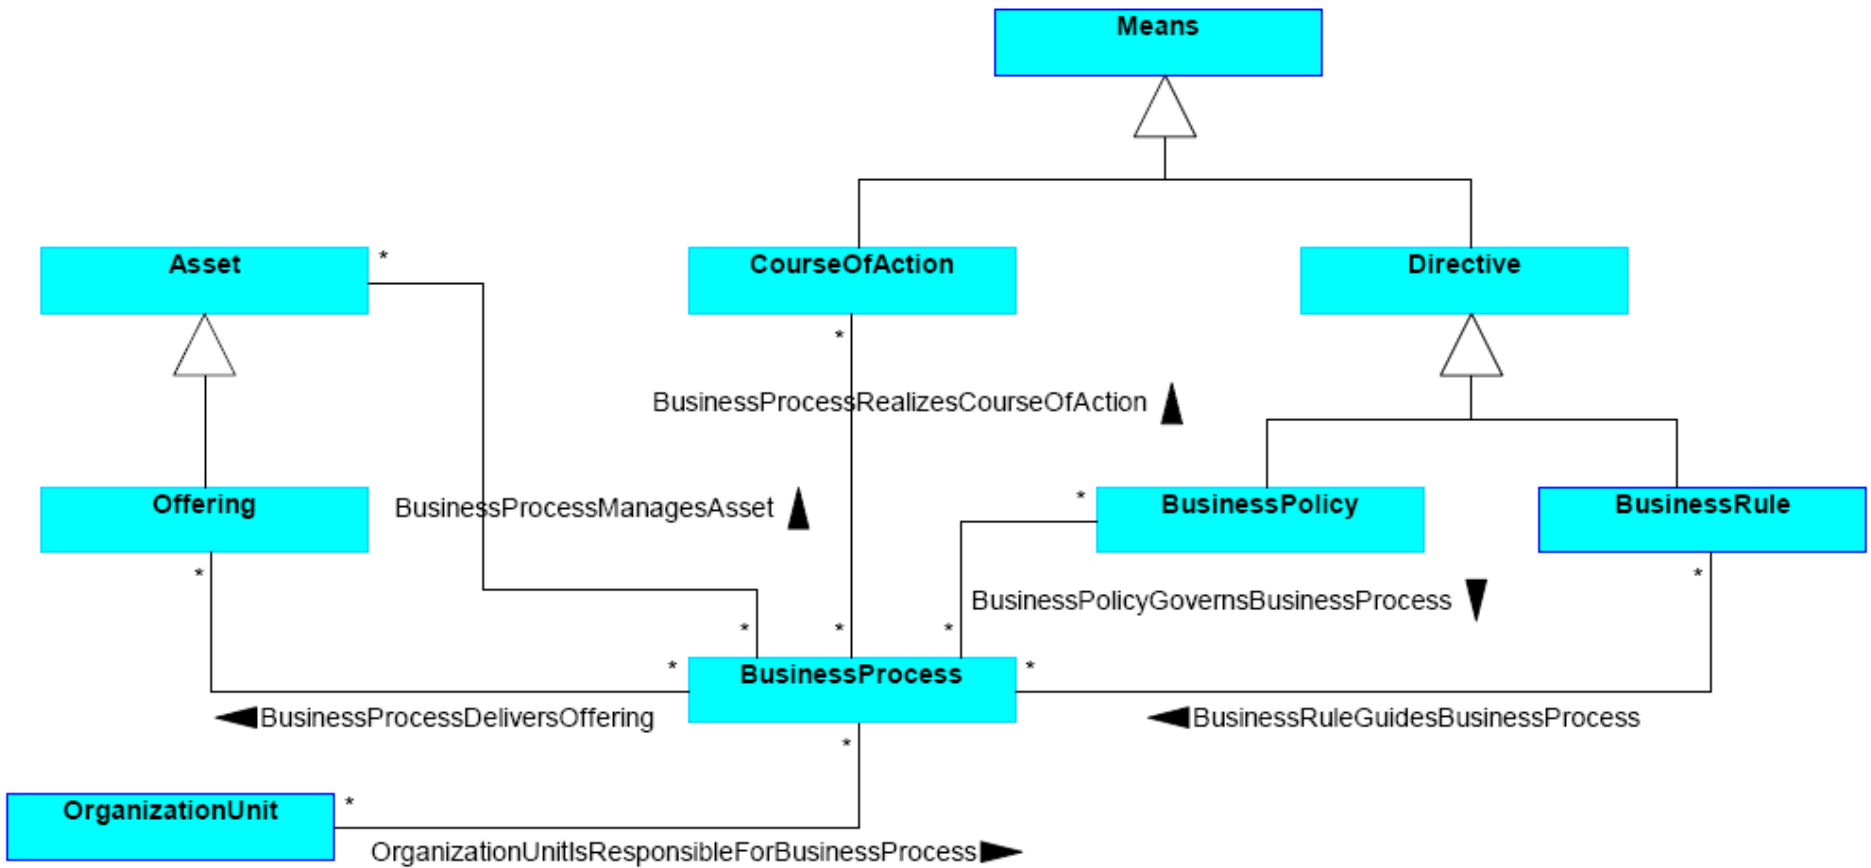 Means
Asset
*
CourseOfAction
Directive
*
BusinessProcessRealizesCourseOfAction
Offering
BusinessProcessManagesAsset
*
BusinessPolicy
BusinessRule
*
*
BusinessPolicyGovernsBusinessProcess
*
*
*
*
BusinessProcess
*
BusinessProcessDeliversOffering
BusinessRuleGuidesBusinessProcess
*
OrganizationUnit
*
OrganizationUnitIsResponsibleForBusinessProcess